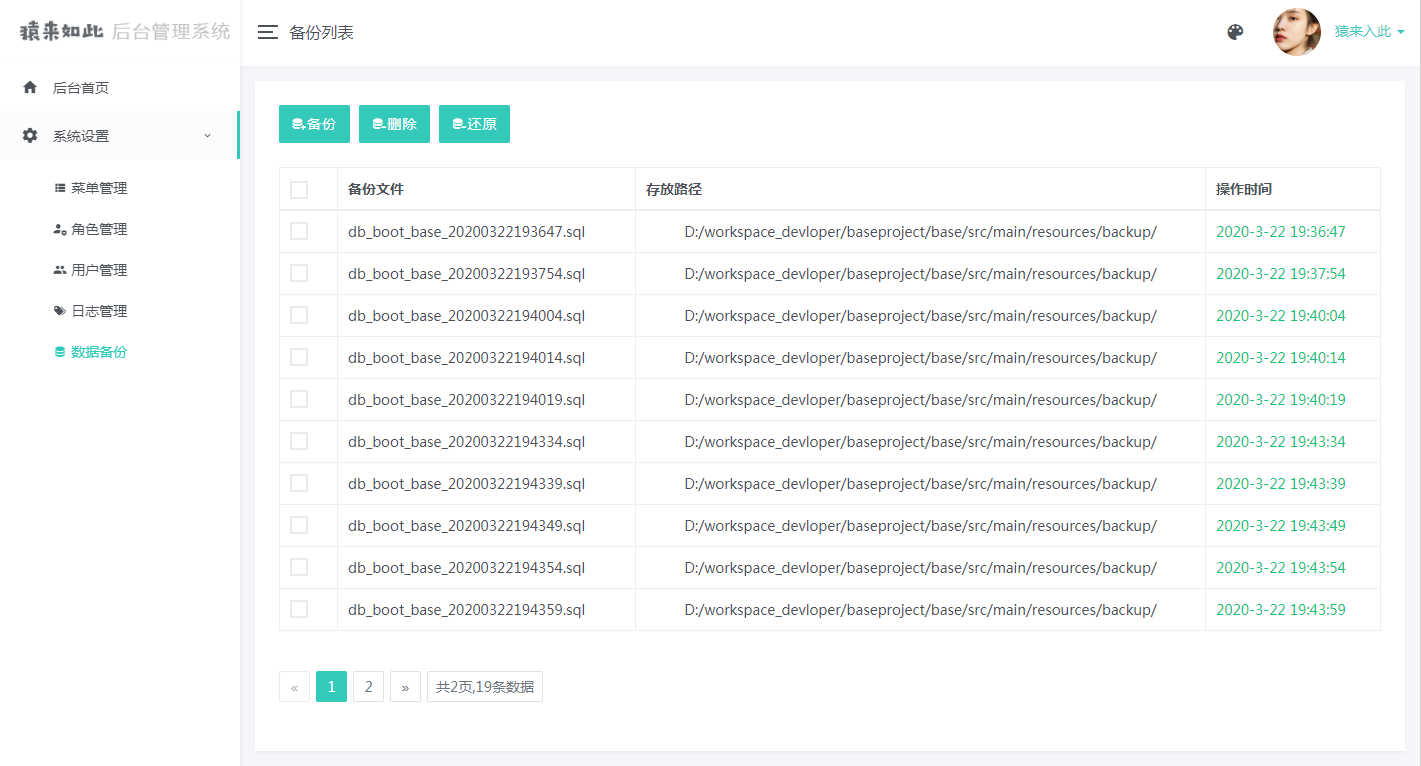 猿来如此 后台管理系统
备份列表
猿来入此
后台首页
系统设置
菜单管理
角色管理
用户管理
日志管理
数据备份
备份 删除 还原
备份文件 存放路径 操作时间
db_boot_base_20200322193647.sql D:/workspace_devloper/baseproject/base/src/main/resources/backup/ 2020-3-22 19:36:47
db_boot_base_20200322193754.sql D:/workspace_devloper/baseproject/base/src/main/resources/backup/ 2020-3-22 19:37:54
db_boot_base_20200322194004.sql D:/workspace_devloper/baseproject/base/src/main/resources/backup/ 2020-3-22 19:40:04
db_boot_base_20200322194014.sql D:/workspace_devloper/baseproject/base/src/main/resources/backup/ 2020-3-22 19:40:14
db_boot_base_20200322194019.sql D:/workspace_devloper/baseproject/base/src/main/resources/backup/ 2020-3-22 19:40:19
db_boot_base_20200322194334.sql D:/workspace_devloper/baseproject/base/src/main/resources/backup/ 2020-3-22 19:43:34
db_boot_base_20200322194339.sql D:/workspace_devloper/baseproject/base/src/main/resources/backup/ 2020-3-22 19:43:39
db_boot_base_20200322194349.sql D:/workspace_devloper/baseproject/base/src/main/resources/backup/ 2020-3-22 19:43:49
db_boot_base_20200322194354.sql D:/workspace_devloper/baseproject/base/src/main/resources/backup/ 2020-3-22 19:43:54
db_boot_base_20200322194359.sql D:/workspace_devloper/baseproject/base/src/main/resources/backup/ 2020-3-22 19:43:59
« 1 2 » 共2页,19条数据